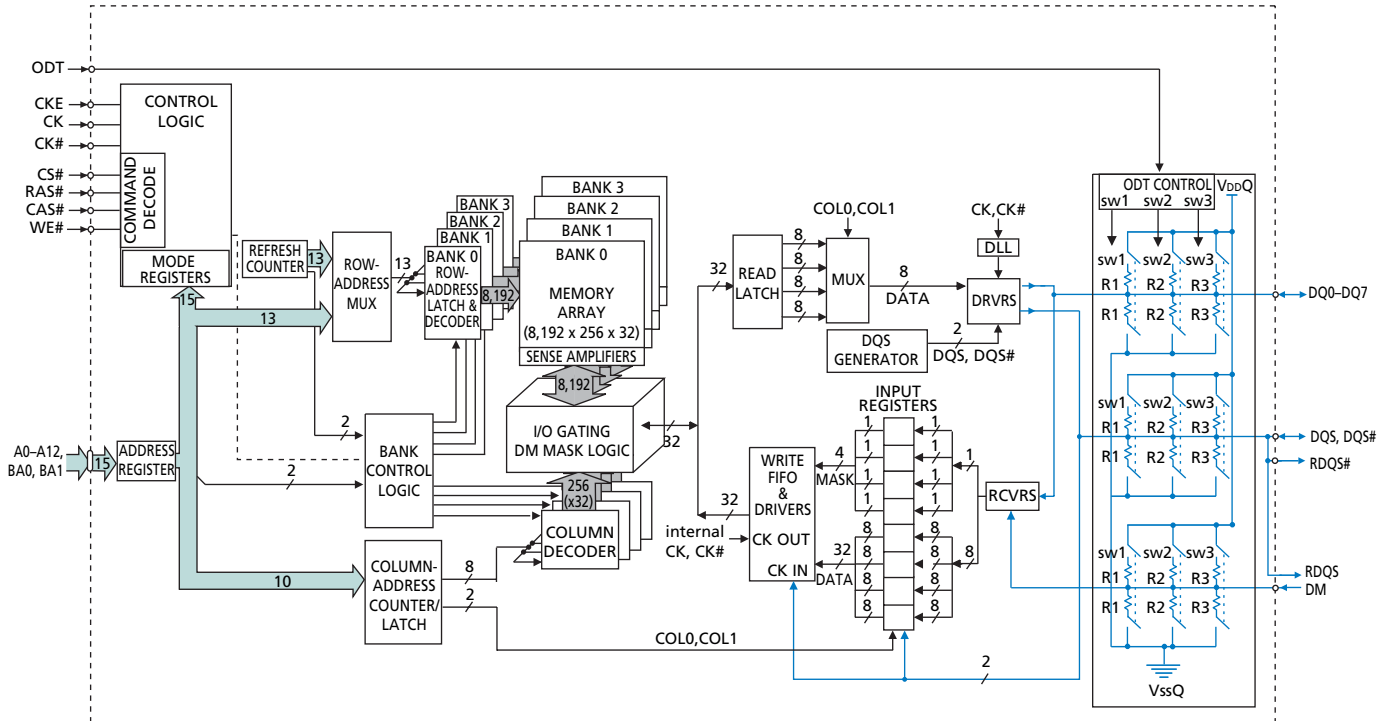 ODT
CKE
CK
CK#
CS#
RAS#
CAS#
WE#
CONTROL
LOGIC
COMMAND
DECODE
MODE
REGISTERS
REFRESH
COUNTER
13
ROW-
ADDRESS
MUX
15
13
13
BANK 3
BANK 2
BANK 1
BANK 0
ROW-
ADDRESS
LATCH &
DECODER
8,192
BANK 3
BANK 2
BANK 1
BANK 0
MEMORY
ARRAY
(8,192 x 256 x 32)
SENSE AMPLIFIERS
8,192
I/O GATING
DM MASK LOGIC
32
256
(x32)
COLUMN
DECODER
A0–A12,
BA0, BA1
15
ADDRESS
REGISTER
2
2
BANK
CONTROL
LOGIC
10
COLUMN-
ADDRESS
COUNTER/
LATCH
8
2
COL0,COL1
32
READ
LATCH
8
8
8
8
COL0,COL1
MUX
8
DATA
CK,CK#
DLL
DRVRS
DQS
GENERATOR
2
DQS, DQS#
INPUT
REGISTERS
1
1
1
1
1
1
1
1
8
8
8
8
8
8
8
8
1
8
RCVRS
4
MASK
32
DATA
WRITE
FIFO
&
DRIVERS
CK OUT
CK IN
32
internal
CK, CK#
2
ODT CONTROL
sw1 sw2 sw3
VDDQ
sw1 sw2 sw3
R1 R2 R3
R1 R2 R3
sw1 sw2 sw3
R1 R2 R3
R1 R2 R3
sw1 sw2 sw3
R1 R2 R3
R1 R2 R3
VssQ
DQ0–DQ7
DQS, DQS#
RDQS#
RDQS
DM